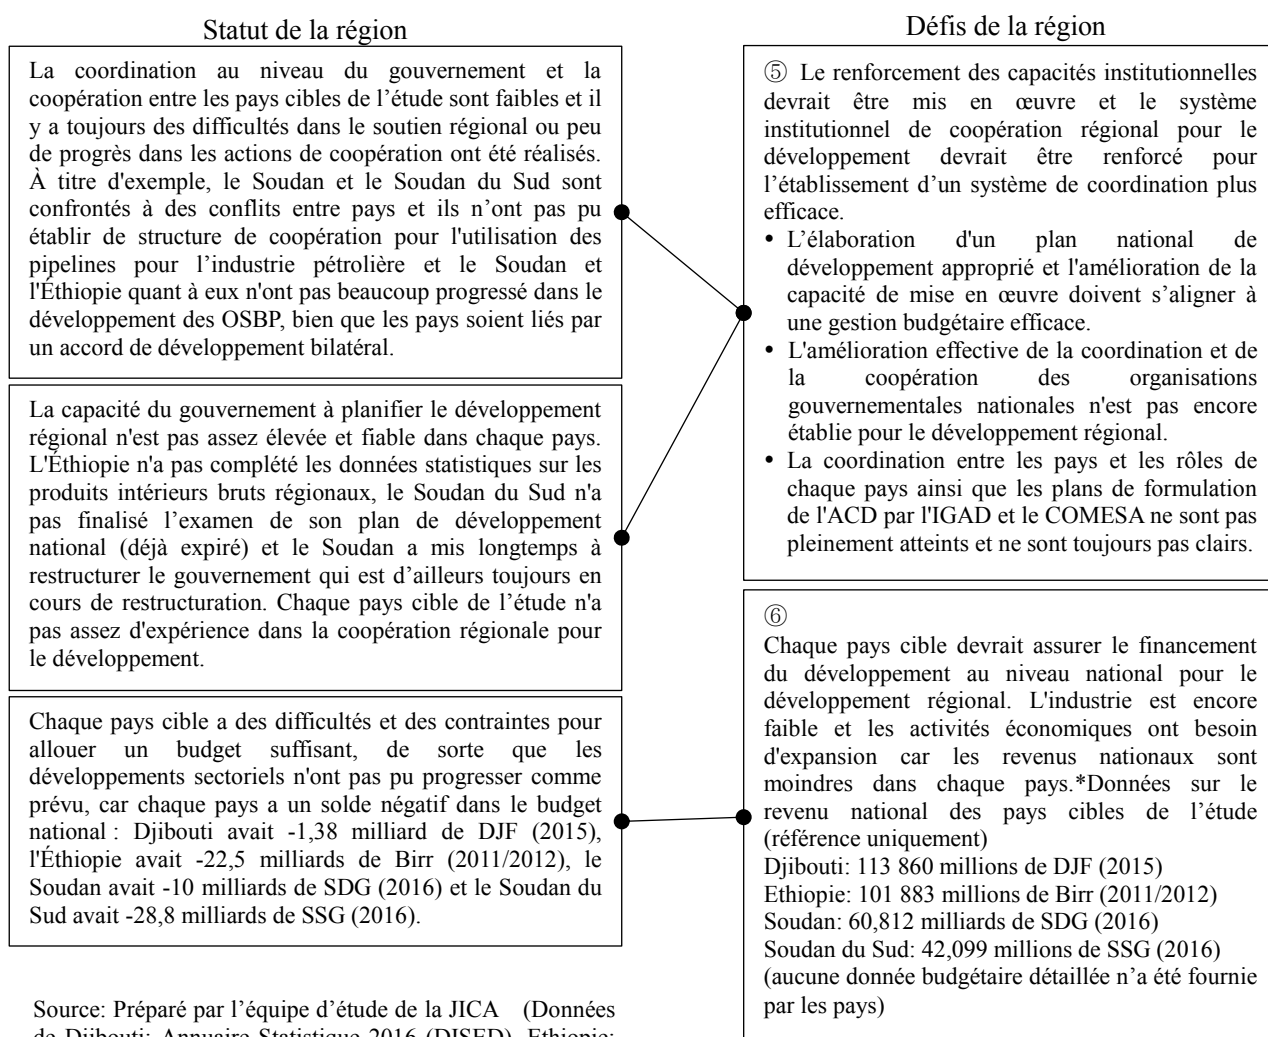 Statut de la région
La coordination au niveau du gouvernement et la
coopération entre les pays cibles de l’étude sont faibles et il
y a toujours des difficultés dans le soutien régional ou peu
de progrès dans les actions de coopération ont été réalisés.
À titre d'exemple, le Soudan et le Soudan du Sud sont
confrontés à des conflits entre pays et ils n’ont pas pu
établir de structure de coopération pour l'utilisation des
pipelines pour l’industrie pétrolière et le Soudan et
l'Éthiopie quant à eux n'ont pas beaucoup progressé dans le
développement des OSBP, bien que les pays soient liés par
un accord de développement bilatéral.
La capacité du gouvernement à planifier le développement
régional n'est pas assez élevée et fiable dans chaque pays.
L'Éthiopie n'a pas complété les données statistiques sur les
produits intérieurs bruts régionaux, le Soudan du Sud n'a
pas finalisé l’examen de son plan de développement
national (déjà expiré) et le Soudan a mis longtemps à
restructurer le gouvernement qui est d’ailleurs toujours en
cours de restructuration. Chaque pays cible de l'étude n'a
pas assez d'expérience dans la coopération régionale pour
le développement.
Chaque pays cible a des difficultés et des contraintes pour
allouer un budget suffisant, de sorte que les
développements sectoriels n'ont pas pu progresser comme
prévu, car chaque pays a un solde négatif dans le budget
national : Djibouti avait -1,38 milliard de DJF (2015),
l'Éthiopie avait -22,5 milliards de Birr (2011/2012), le
Soudan avait -10 milliards de SDG (2016) et le Soudan du
Sud avait -28,8 milliards de SSG (2016).
Source: Préparé par l’équipe d’étude de la JICA (Données
de Djibouti: Annuaire Statistique 2016 (DISED), Ethiopie:
Défis de la région
⑤ Le renforcement des capacités institutionnelles
devrait être mis en œuvre et le système
institutionnel de coopération régional pour le
développement devrait être renforcé pour
l’établissement d’un système de coordination plus
efficace.
• L’élaboration d'un plan national de
développement approprié et l'amélioration de la
capacité de mise en œuvre doivent s’aligner à
une gestion budgétaire efficace.
• L'amélioration effective de la coordination et de
la coopération des organisations
gouvernementales nationales n'est pas encore
établie pour le développement régional.
• La coordination entre les pays et les rôles de
chaque pays ainsi que les plans de formulation
de l'ACD par l'IGAD et le COMESA ne sont pas
pleinement atteints et ne sont toujours pas clairs.
⑥
Chaque pays cible devrait assurer le financement
du développement au niveau national pour le
développement régional. L'industrie est encore
faible et les activités économiques ont besoin
d'expansion car les revenus nationaux sont
moindres dans chaque pays.*Données sur le
revenu national des pays cibles de l’étude
(référence uniquement)
Djibouti: 113 860 millions de DJF (2015)
Ethiopie: 101 883 millions de Birr (2011/2012)
Soudan: 60,812 milliards de SDG (2016)
Soudan du Sud: 42,099 millions de SSG (2016)
(aucune donnée budgétaire détaillée n’a été fournie
par les pays)